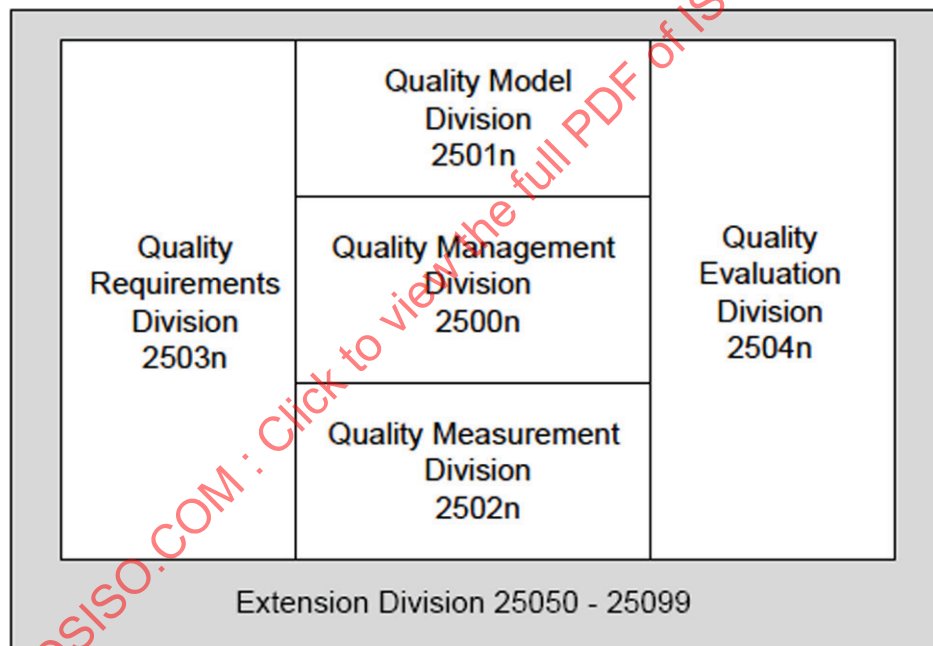 Quality
Requirements
Division
2503n
Quality Model
Division
2501n
Quality Management
Division
2500n
Quality Measurement
Division
2502n
Quality
Evaluation
Division
2504n
Extension Division 25050 - 25099
SISO.COM : Click to view the full PDF of IS